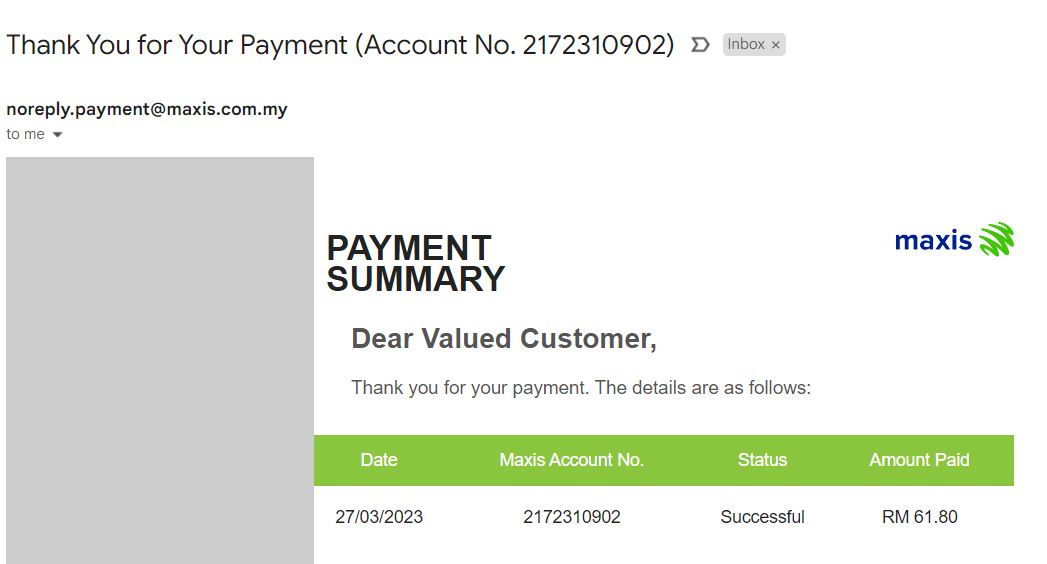 Thank You for Your Payment (Account No. 2172310902)
Inbox ×
noreply.payment@maxis.com.my
to me
maxis
PAYMENT
SUMMARY
Dear Valued Customer,
Thank you for your payment. The details are as follows:
Date Maxis Account No. Status Amount Paid
27/03/2023 2172310902 Successful RM 61.80